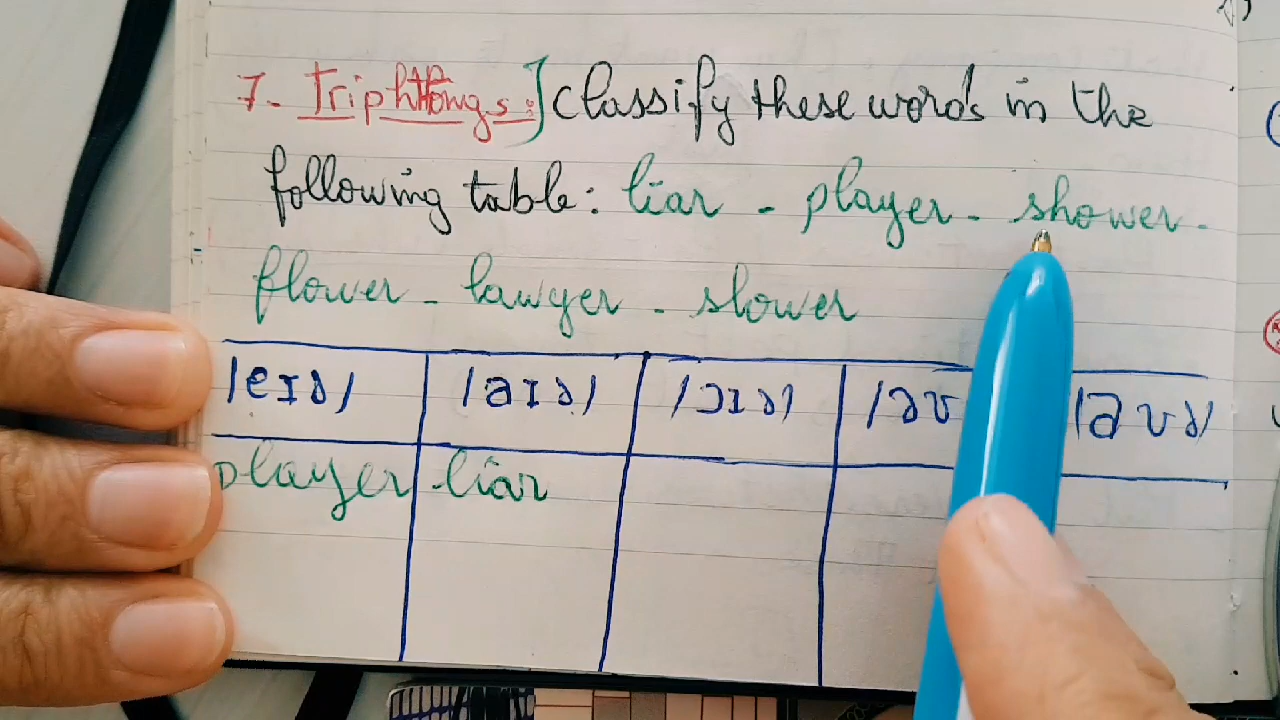 7. Triphthongs:] classify these words in the
following table: liar - player - shower -
flower - lawyer - slower
/eɪə/ /aɪə/ /ɔɪə/ /əʊ /aʊə/
player liar